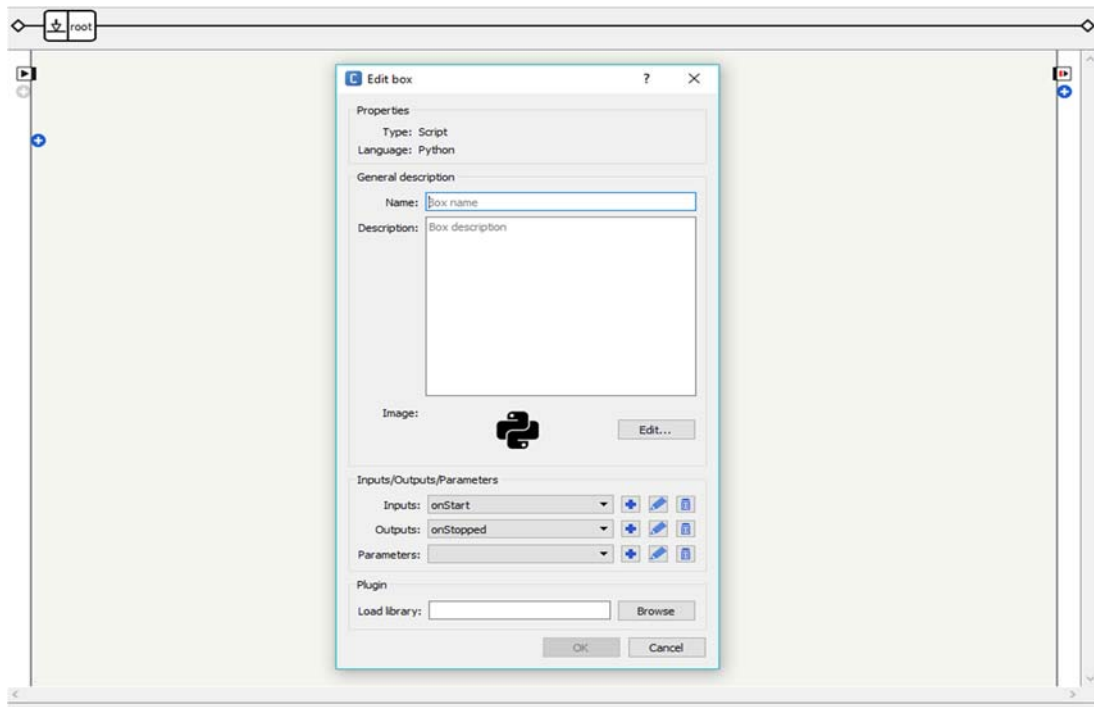 root
Edit box
?
Properties
Type: Script
Language: Python
General description
Name: Box name
Description: Box description
Image:
Edit...
Inputs/Outputs/Parameters
Inputs: onStart
Outputs: onStopped
Parameters:
Plugin
Load library:
Browse
OK
Cancel